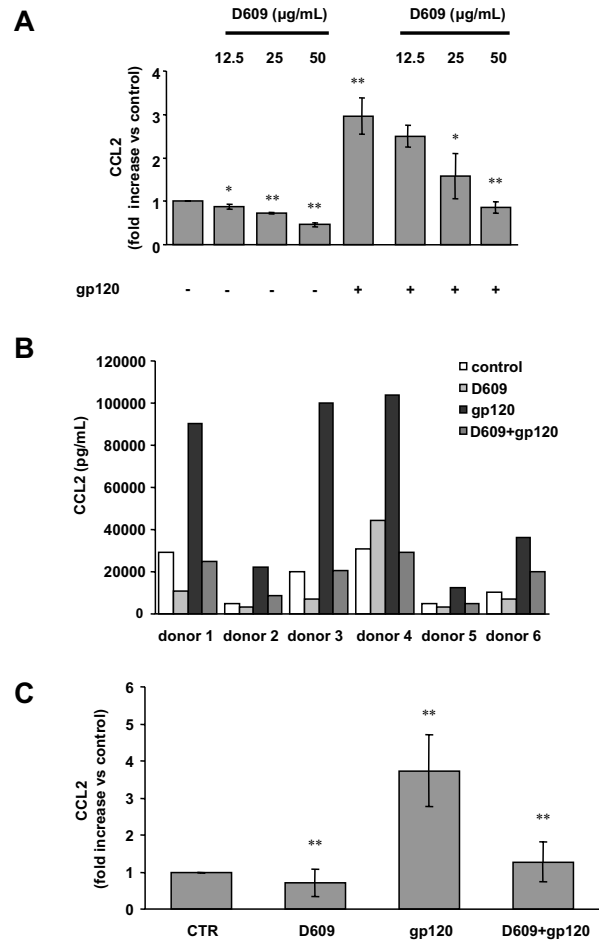 A
D609 (µg/mL) D609 (µg/mL)
12.5 25 50 12.5 25 50
CCL2
(fold increase vs control)
4
3
2
1
0
* ** ** ** * **
gp120 - - - - + + + +
B
CCL2 (pg/mL)
120000
100000
80000
60000
40000
20000
0
control
D609
gp120
D609+gp120
donor 1 donor 2 donor 3 donor 4 donor 5 donor 6
C
CCL2
(fold increase vs control)
6
5
4
3
2
1
0
** ** **
CTR D609 gp120 D609+gp120